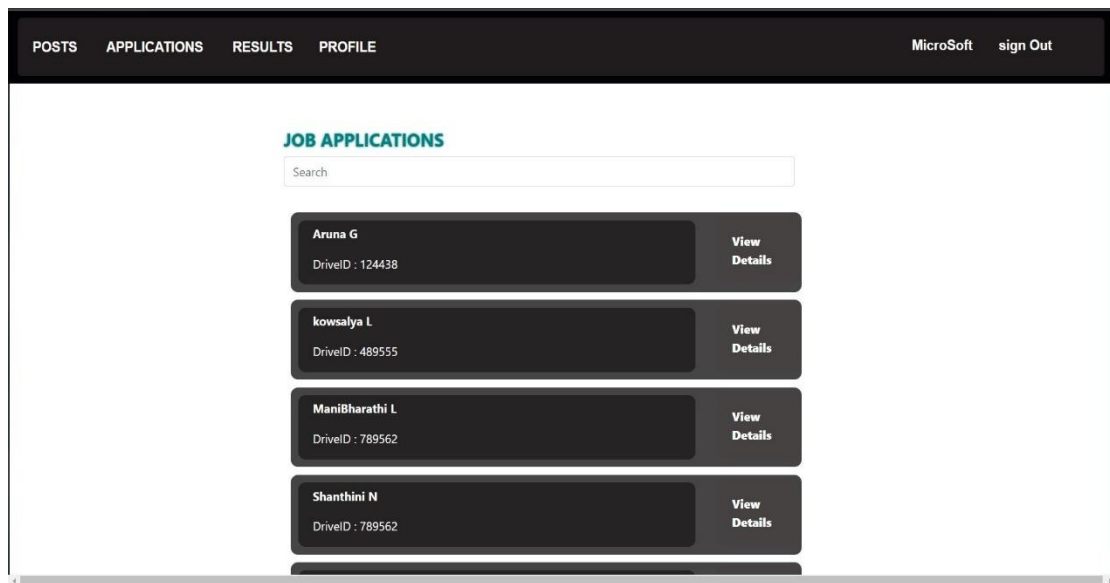 POSTS APPLICATIONS RESULTS PROFILE MicroSoft sign Out
JOB APPLICATIONS
Search
Aruna G
DriveID : 124438
View
Details
kowsalya L
DriveID : 489555
View
Details
ManiBharathi L
DriveID : 789562
View
Details
Shanthini N
DriveID : 789562
View
Details